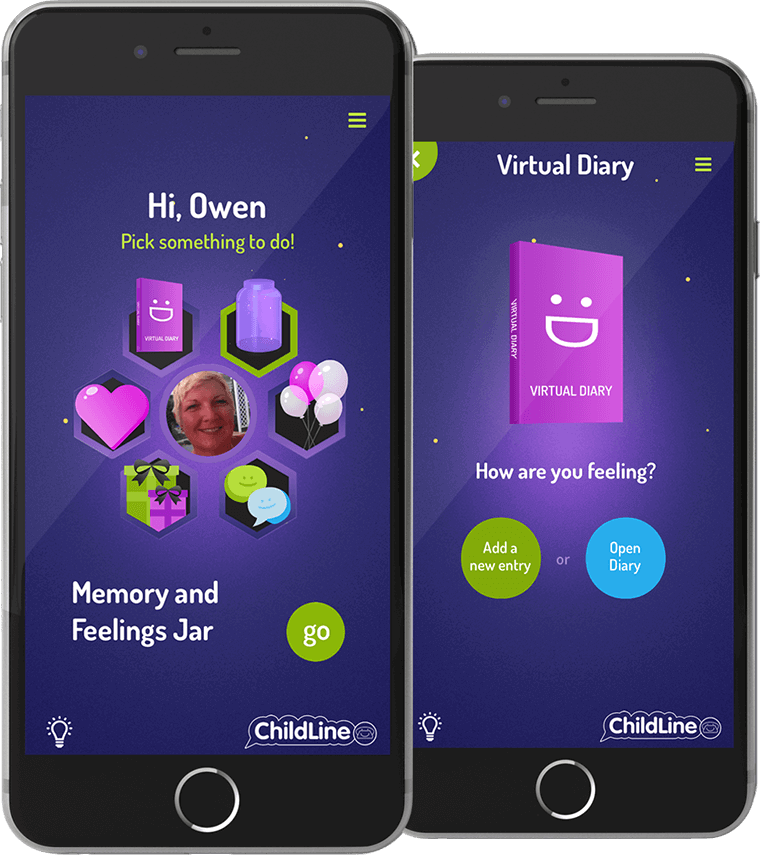 Hi, Owen
Pick something to do!
VIRTUAL DIARY
Memory and
Feelings Jar
go
ChildLine
Virtual Diary
VIRTUAL DIARY
VIRTUAL DIARY
How are you feeling?
Add a
new entry
or
Open
Diary
ChildLine